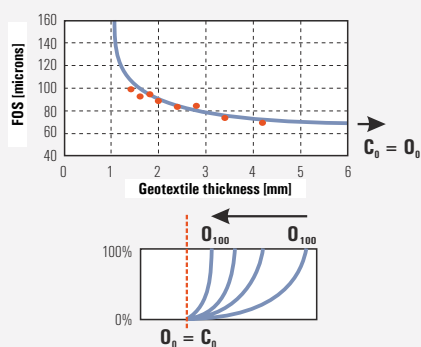 FOS [microns]
160
140
120
100
80
60
40
0 1 2 3 4 5 6
Geotextile thickness [mm]
C₀ = O₀
O₁₀₀ O₁₀₀
100%
0%
O₀ = C₀